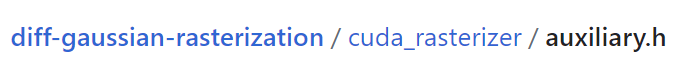 diff-gaussian-rasterization / cuda_rasterizer / auxiliary.h